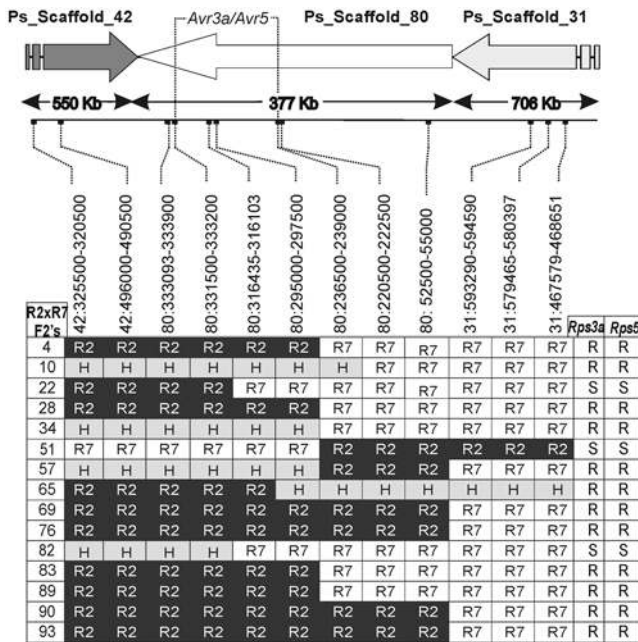 Ps_Scaffold_42 Avr3a/Avr5 Ps_Scaffold_80 Ps_Scaffold_31
550 Kb 377 Kb 706 Kb
42:325500-320500
42:496000-490500
80:333093-333900
80:331500-333200
80:316435-316103
80:295000-297500
80:236500-239000
80:220500-222500
80: 52500-55000
31:593290-594590
31:579465-580397
31:467579-468651
R2xR7
F2's Rps3a Rps5
4 R2 R2 R2 R2 R2 R2 R7 R7 R7 R7 R7 R7 R R
10 H H H H H H H R7 R7 R7 R7 R7 R R
22 R2 R2 R2 R2 R7 R7 R7 R7 R7 R7 R7 R7 S S
28 R2 R2 R2 R2 R2 R2 R7 R7 R7 R7 R7 R7 R R
34 H H H H H H R7 R7 R7 R7 R7 R7 R R
51 R7 R7 R7 R7 R7 R7 R2 R2 R2 R2 R2 R2 S S
57 H H H H H H R2 R2 R2 R7 R7 R7 R R
65 R2 R2 R2 R2 R2 H H H H H H H R R
69 R2 R2 R2 R2 R2 R2 R2 R2 R2 R7 R7 R7 R R
76 R2 R2 R2 R2 R2 R2 R2 R2 R2 R7 R7 R7 R R
82 H H H H R7 R7 R7 R7 R7 R7 R7 R7 S S
83 R2 R2 R2 R2 R2 R2 R7 R7 R7 R7 R7 R7 R R
89 R2 R2 R2 R2 R2 R2 R7 R7 R7 R7 R7 R7 R R
90 R2 R2 R2 R2 R2 R2 R2 R2 R2 R7 R7 R7 R R
93 R2 R2 R2 R2 R2 R2 R2 R2 R2 R7 R7 R7 R R